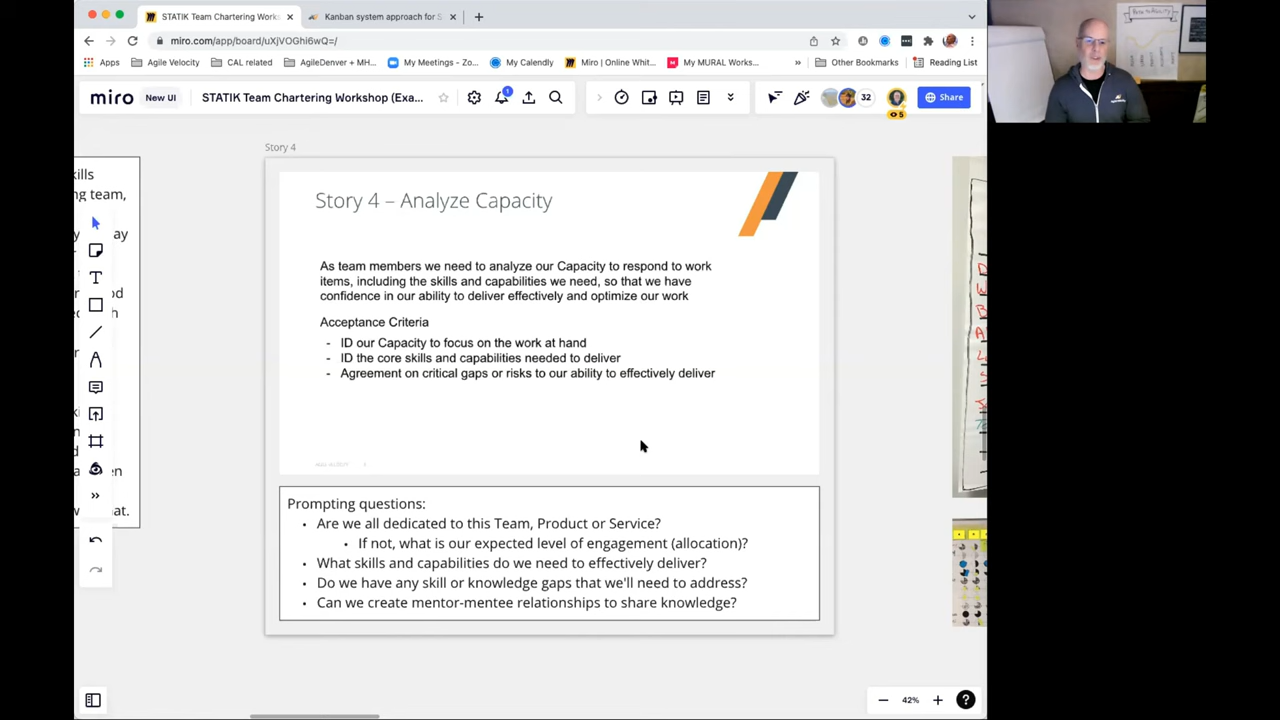 STATIK Team Chartering Works
Kanban system approach for S
miro.com/app/board/uXjVOGhl6wQ=/
Apps
Agile Velocity
CAL related
AgileDenver + MH...
My Meetings - Zo...
My Calendly
Miro | Online Whit...
My MURAL Works...
Other Bookmarks
Reading List
miro
New UI
STATIK Team Chartering Workshop (Exa...
1
32
5
Share
Story 4
kills
ng team,
ay
Story 4 – Analyze Capacity
As team members we need to analyze our Capacity to respond to work
items, including the skills and capabilities we need, so that we have
confidence in our ability to deliver effectively and optimize our work
Acceptance Criteria
- ID our Capacity to focus on the work at hand
- ID the core skills and capabilities needed to deliver
- Agreement on critical gaps or risks to our ability to effectively deliver
Prompting questions:
• Are we all dedicated to this Team, Product or Service?
• If not, what is our expected level of engagement (allocation)?
• What skills and capabilities do we need to effectively deliver?
• Do we have any skill or knowledge gaps that we'll need to address?
• Can we create mentor-mentee relationships to share knowledge?
42%